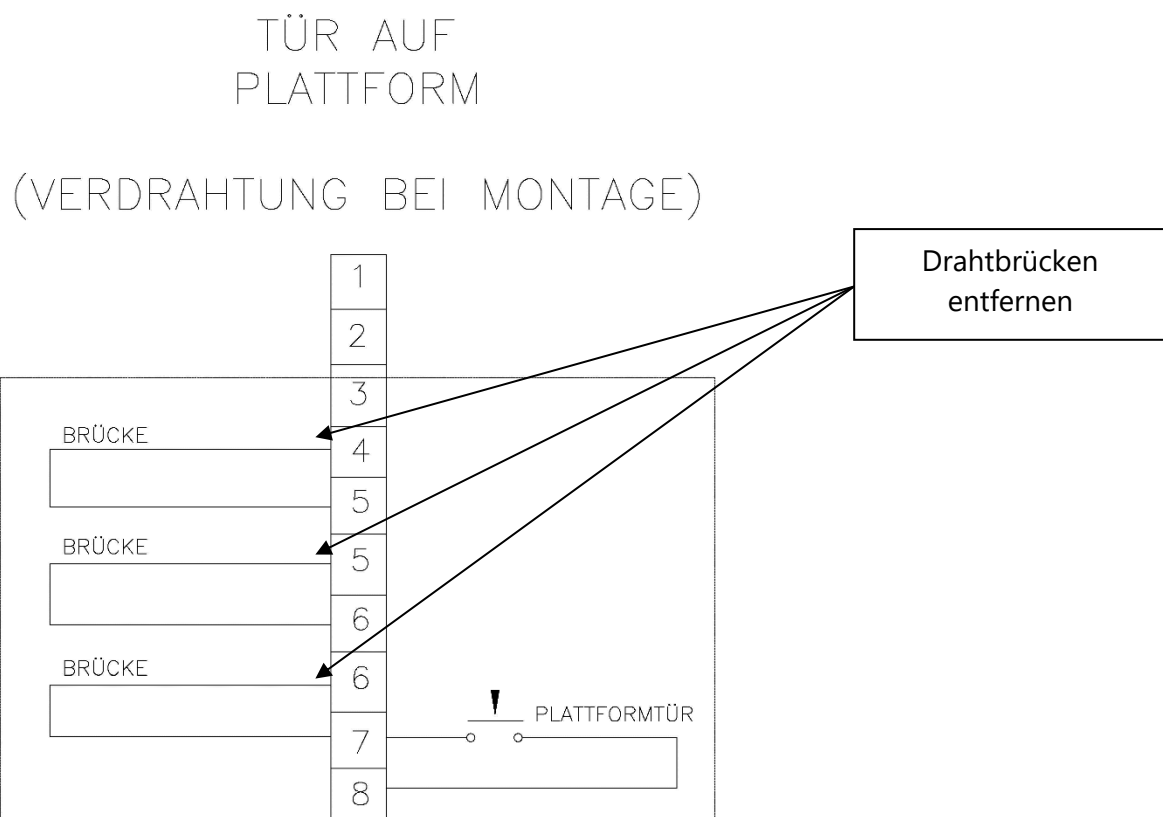 TÜR AUF
PLATTFORM
(VERDRAHTUNG BEI MONTAGE)
Drahtbrücken
entfernen
1
2
3
BRÜCKE
4
5
BRÜCKE
5
6
BRÜCKE
6
PLATTFORMTÜR
7
8